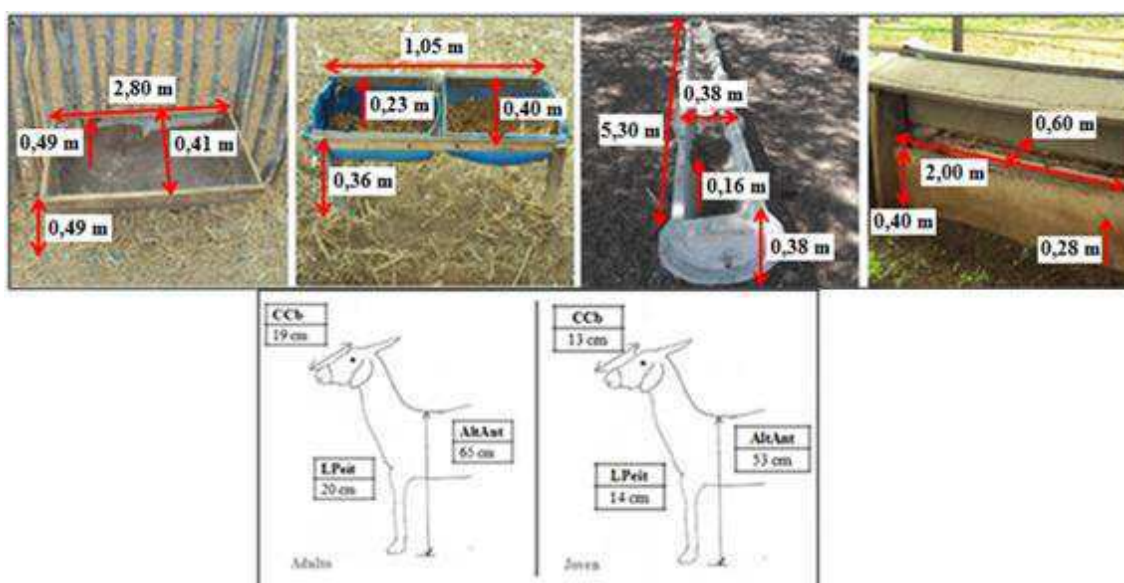 2,80 m
0,49 m
0,41 m
0,49 m
1,05 m
0,23 m
0,40 m
0,36 m
0,38 m
5,30 m
0,16 m
0,38 m
0,60 m
2,00 m
0,40 m
0,28 m
CCb
19 cm
AltAnt
65 cm
LPeit
20 cm
Adulto
CCb
13 cm
AltAnt
53 cm
LPeit
14 cm
Joven